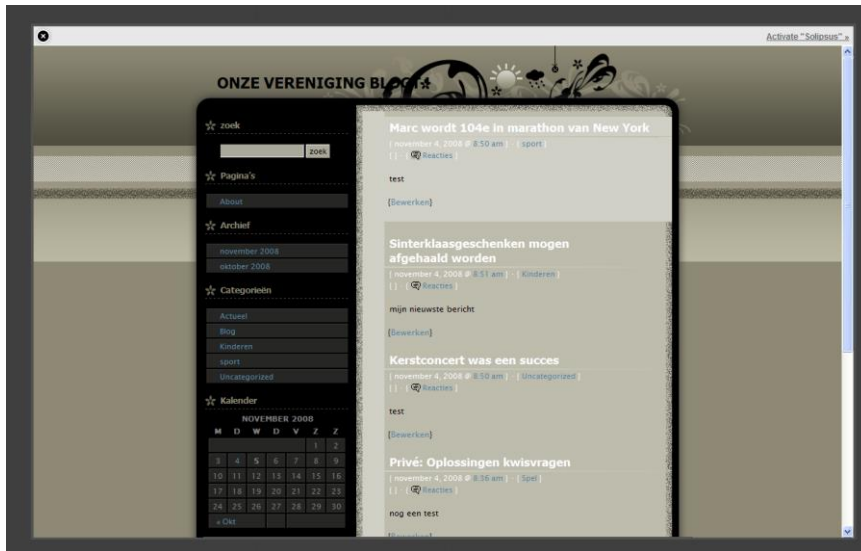 Activate "Solipsus" »
ONZE VERENIGING BLOGT
zoek
zoek
Pagina's
About
Archief
november 2008
oktober 2008
Categorieën
Actueel
Blog
Kinderen
sport
Uncategorized
Kalender
NOVEMBER 2008
M D W D V Z Z
1 2
3 4 5 6 7 8 9
10 11 12 13 14 15 16
17 18 19 20 21 22 23
24 25 26 27 28 29 30
« Okt
Marc wordt 104e in marathon van New York
[ november 4, 2008 @ 8:50 am ] · [ sport ]
[ ] · [ Reacties ]
test
{Bewerken}
Sinterklaasgeschenken mogen
afgehaald worden
[ november 4, 2008 @ 8:51 am ] · [ Kinderen ]
[ ] · [ Reacties ]
mijn nieuwste bericht
{Bewerken}
Kerstconcert was een succes
[ november 4, 2008 @ 8:50 am ] · [ Uncategorized ]
[ ] · [ Reacties ]
test
{Bewerken}
Privé: Oplossingen kwisvragen
[ november 4, 2008 @ 8:36 am ] · [ Spel ]
[ ] · [ Reacties ]
nog een test